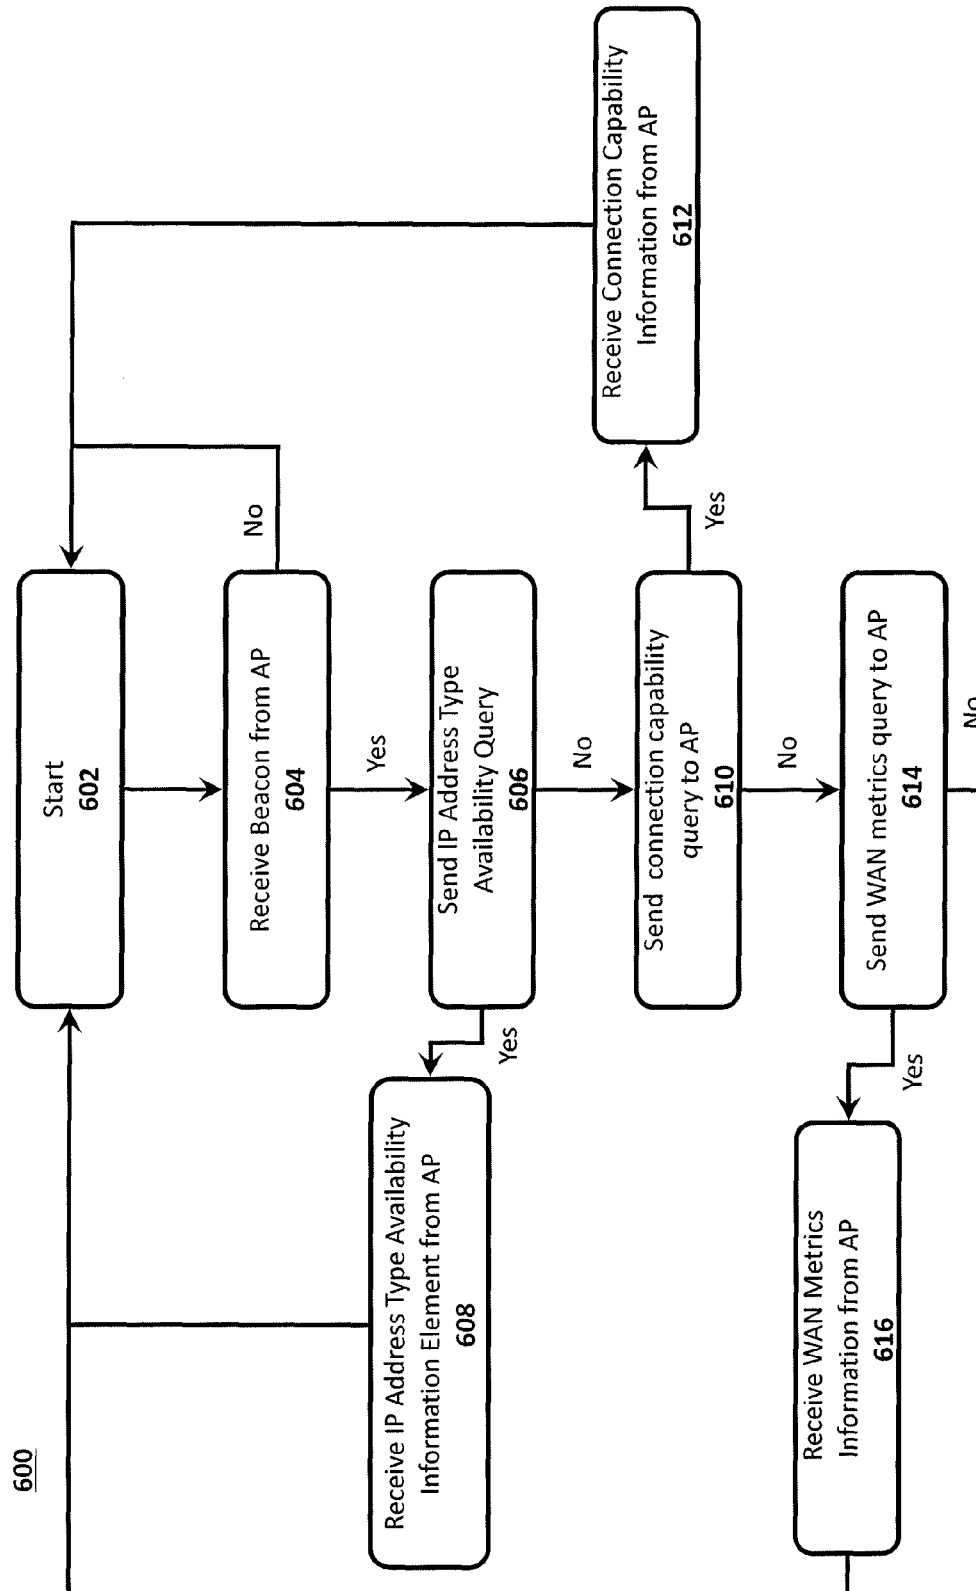 600
Start
602
Receive Beacon from AP
604
No
Yes
Send IP Address Type
Availability Query
606
Yes
Receive IP Address Type Availability
Information Element from AP
608
No
Send connection capability
query to AP
610
Yes
Receive Connection Capability
Information from AP
612
No
Send WAN metrics query to AP
614
Yes
Receive WAN Metrics
Information from AP
616
No